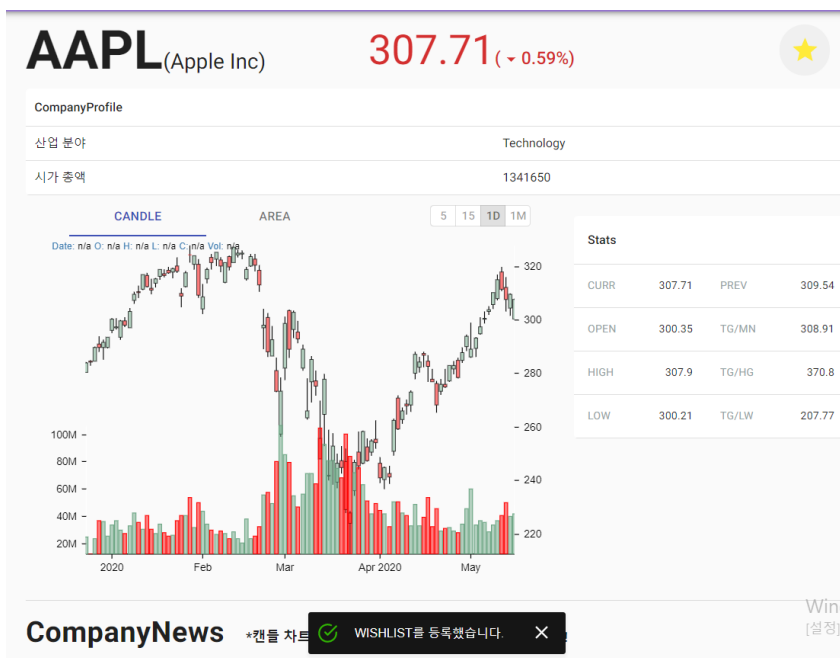 AAPL(Apple Inc) 307.71( ▾ 0.59%)
CompanyProfile
산업 분야 Technology
시가 총액 1341650
CANDLE AREA 5 15 1D 1M
Date: n/a O: n/a H: n/a L: n/a C: n/a Vol: n/a
320
300
280
260
240
220
100M
80M
60M
40M
20M
2020 Feb Mar Apr 2020 May
Stats
CURR 307.71 PREV 309.54
OPEN 300.35 TG/MN 308.91
HIGH 307.9 TG/HG 370.8
LOW 300.21 TG/LW 207.77
CompanyNews *캔들 차트
WISHLIST를 등록했습니다.
Win
[설정]